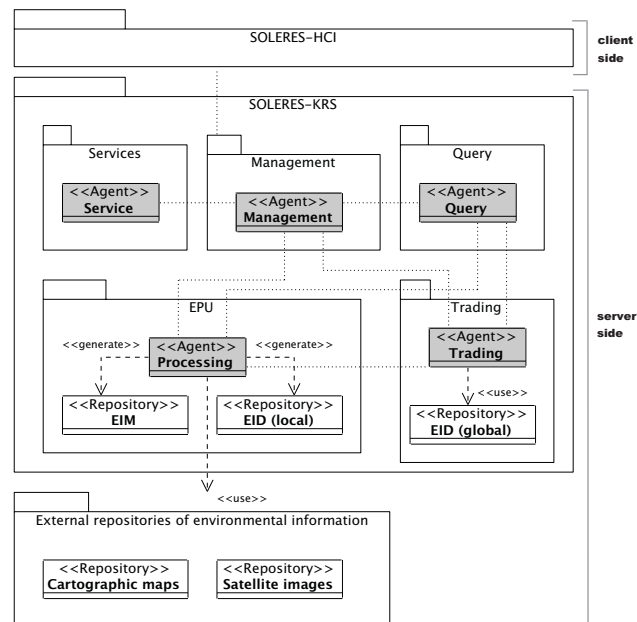 SOLERES-HCI
client
side
SOLERES-KRS
Services
Management
Query
<<Agent>>
Service
<<Agent>>
Management
<<Agent>>
Query
EPU
Trading
server
side
<<generate>>
<<Agent>>
Processing
<<generate>>
<<Agent>>
Trading
<<Repository>>
EIM
<<Repository>>
EID (local)
<<use>>
<<Repository>>
EID (global)
<<use>>
External repositories of environmental information
<<Repository>>
Cartographic maps
<<Repository>>
Satellite images